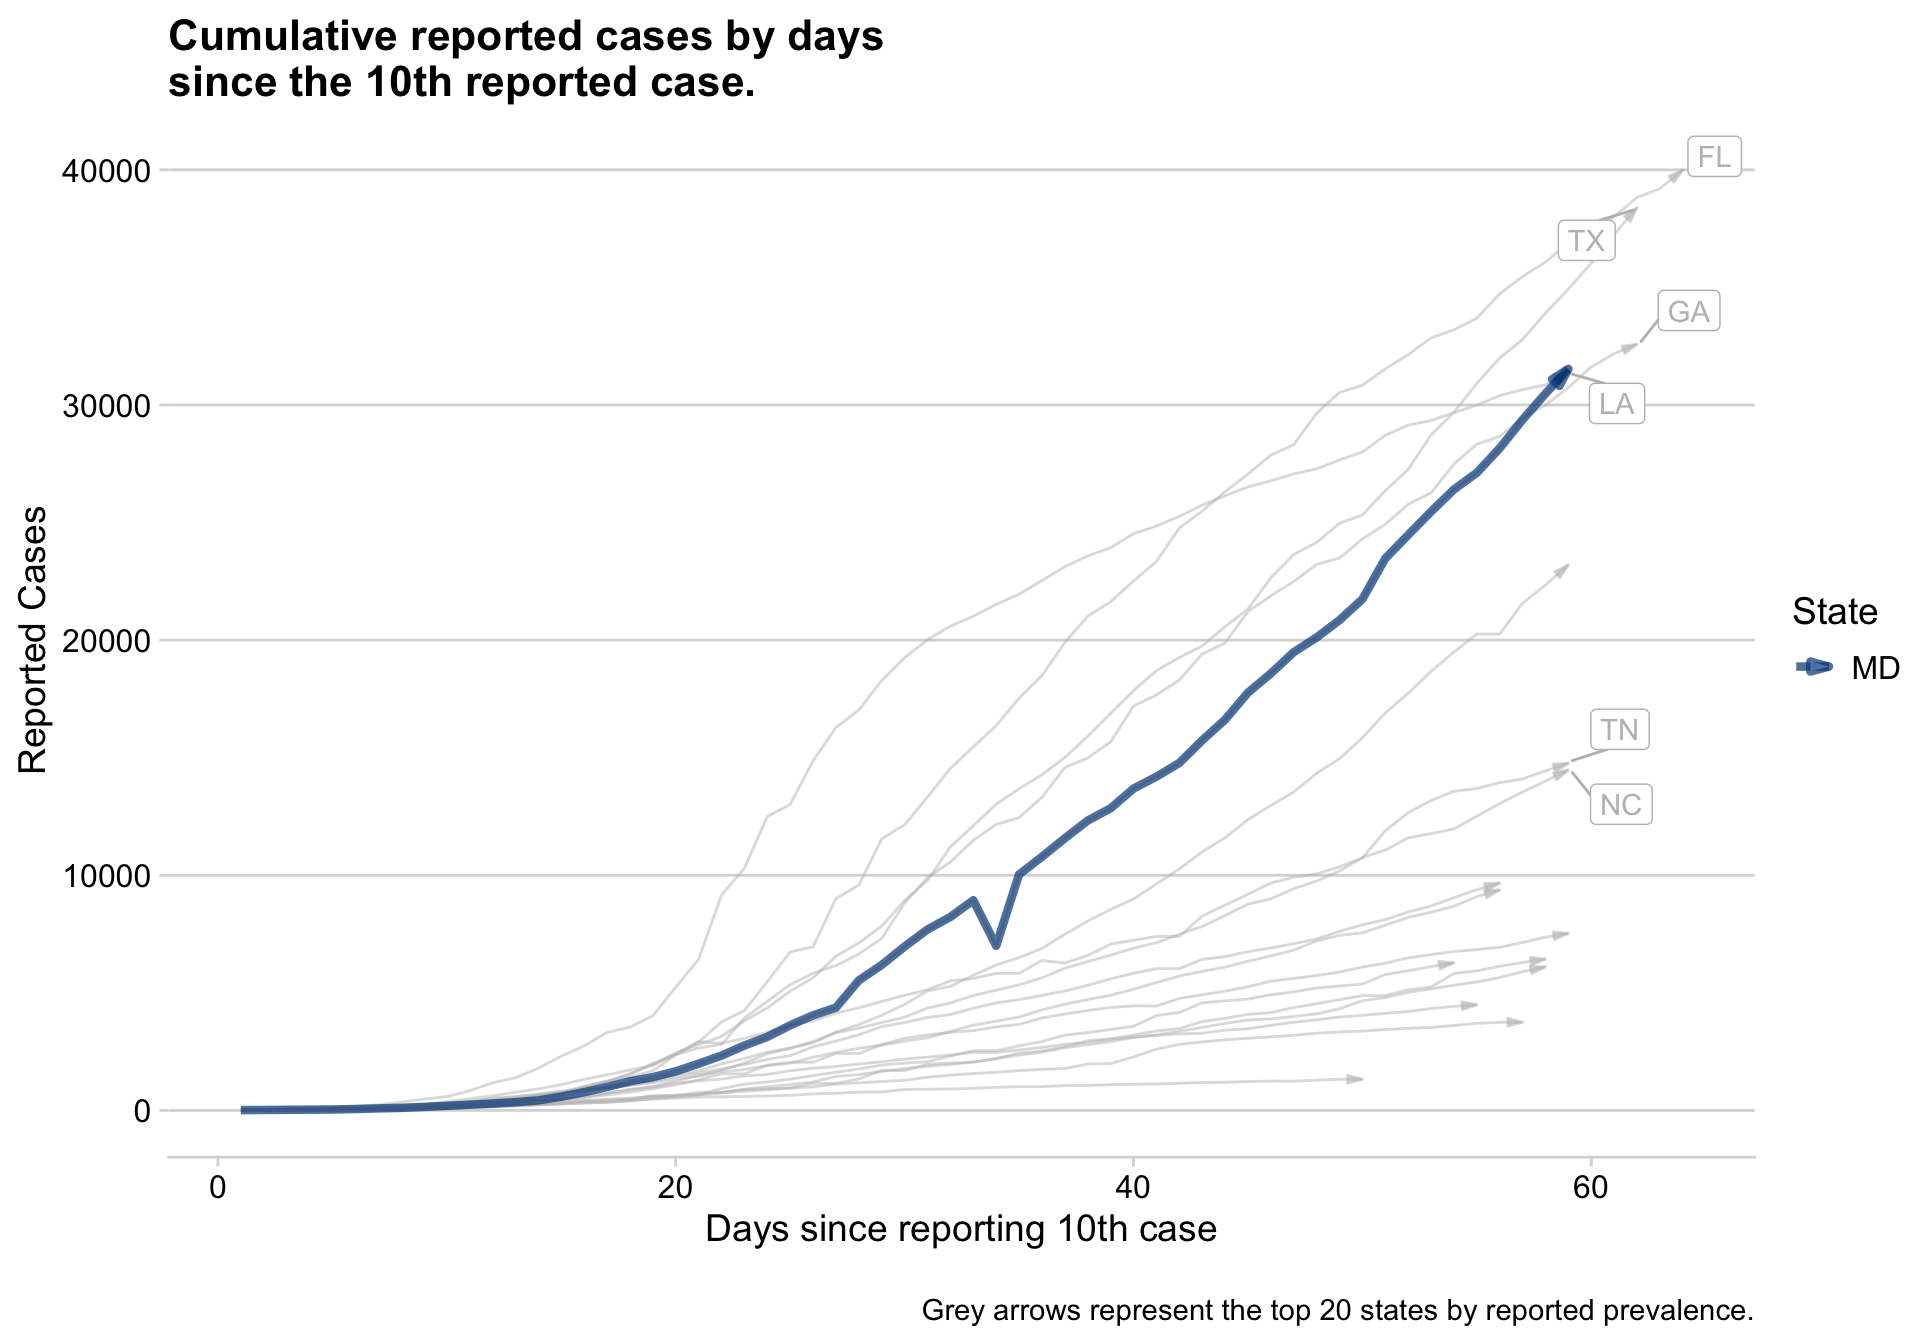 Cumulative reported cases by days
since the 10th reported case.
40000
30000
20000
10000
0
Reported Cases
FL
TX
GA
LA
TN
NC
State
MD
0
20
40
60
Days since reporting 10th case
Grey arrows represent the top 20 states by reported prevalence.